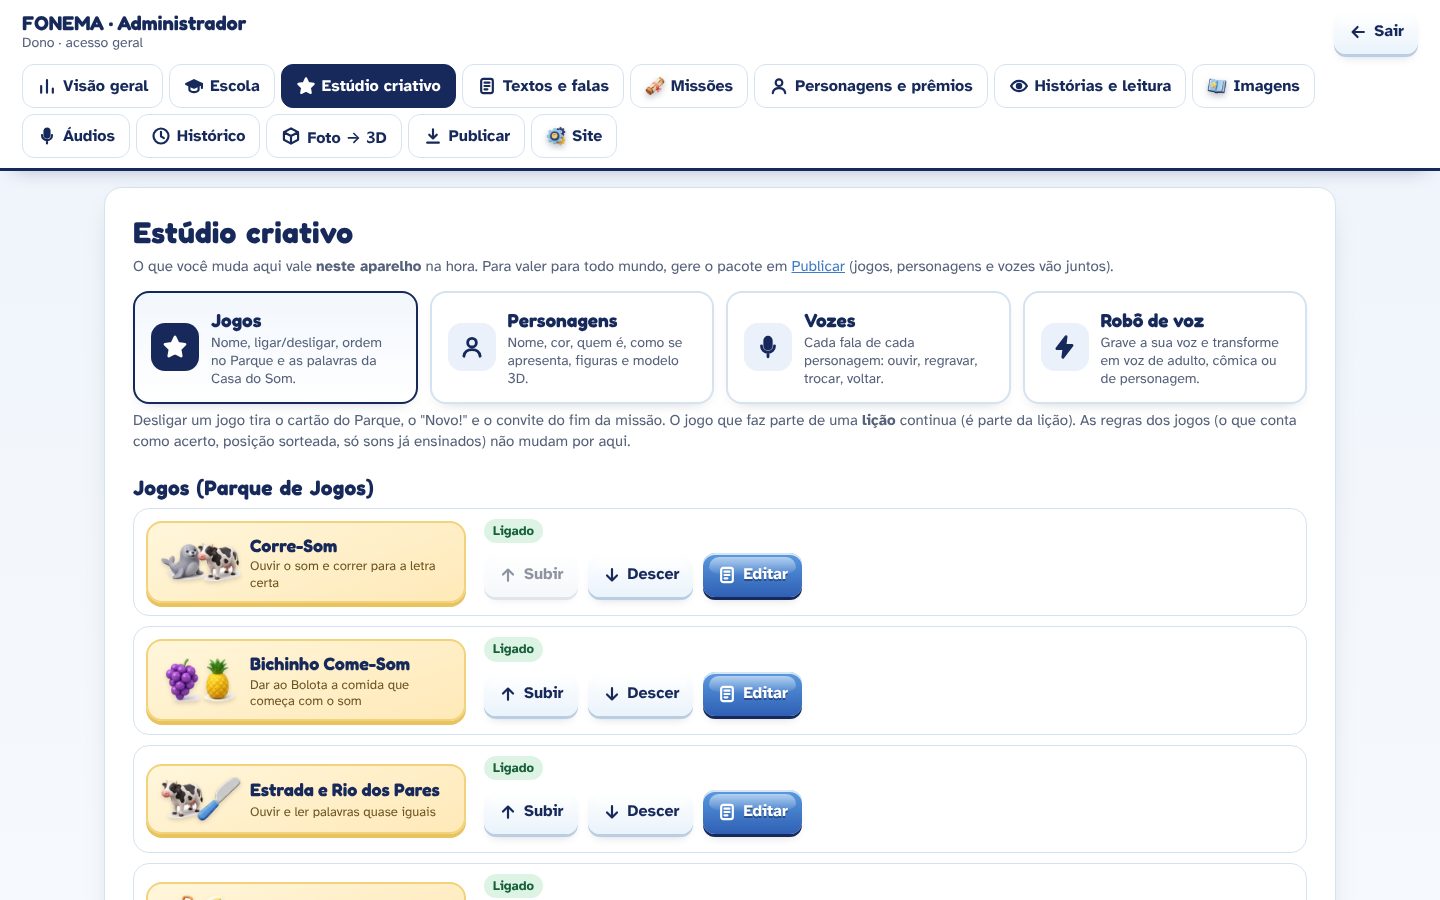 FONEMA · Administrador
Dono · acesso geral
Sair
Visão geral
Escola
Estúdio criativo
Textos e falas
Missões
Personagens e prêmios
Histórias e leitura
Imagens
Áudios
Histórico
Foto → 3D
Publicar
Site
Estúdio criativo
O que você muda aqui vale neste aparelho na hora. Para valer para todo mundo, gere o pacote em Publicar (jogos, personagens e vozes vão juntos).
Jogos
Nome, ligar/desligar, ordem
no Parque e as palavras da
Casa do Som.
Personagens
Nome, cor, quem é, como se
apresenta, figuras e modelo
3D.
Vozes
Cada fala de cada
personagem: ouvir, regravar,
trocar, voltar.
Robô de voz
Grave a sua voz e transforme
em voz de adulto, cômica ou
de personagem.
Desligar um jogo tira o cartão do Parque, o "Novo!" e o convite do fim da missão. O jogo que faz parte de uma lição continua (é parte da lição). As regras dos jogos (o que conta
como acerto, posição sorteada, só sons já ensinados) não mudam por aqui.
Jogos (Parque de Jogos)
Corre-Som
Ouvir o som e correr para a letra
certa
Ligado
Subir
Descer
Editar
Bichinho Come-Som
Dar ao Bolota a comida que
começa com o som
Ligado
Subir
Descer
Editar
Estrada e Rio dos Pares
Ouvir e ler palavras quase iguais
Ligado
Subir
Descer
Editar
Ligado